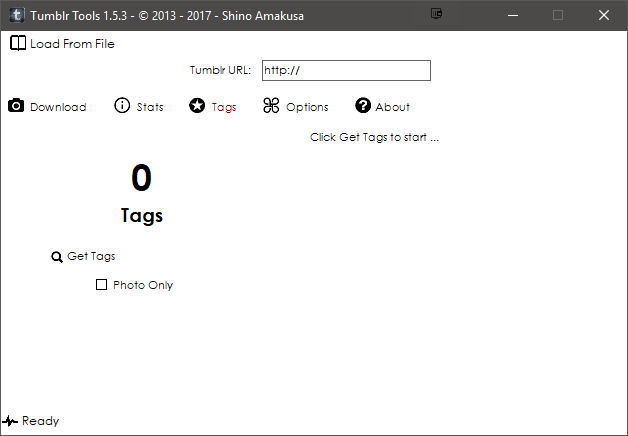 Tumblr Tools 1.5.3 - © 2013 - 2017 - Shino Amakusa
Load From File
Tumblr URL: http://
Download Stats Tags Options About
Click Get Tags to start ...
0
Tags
Get Tags
Photo Only
Ready